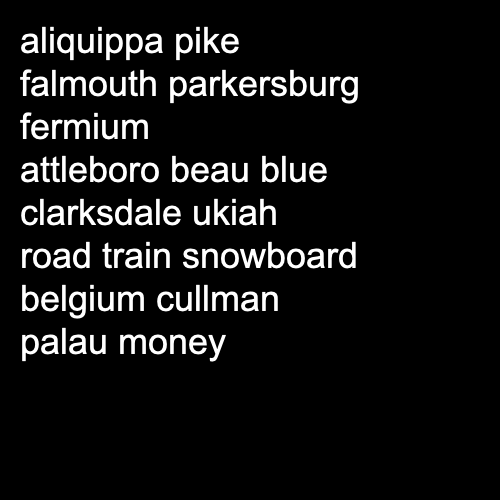 aliquippa pike
falmouth parkersburg
fermium
attleboro beau blue
clarksdale ukiah
road train snowboard
belgium cullman
palau money